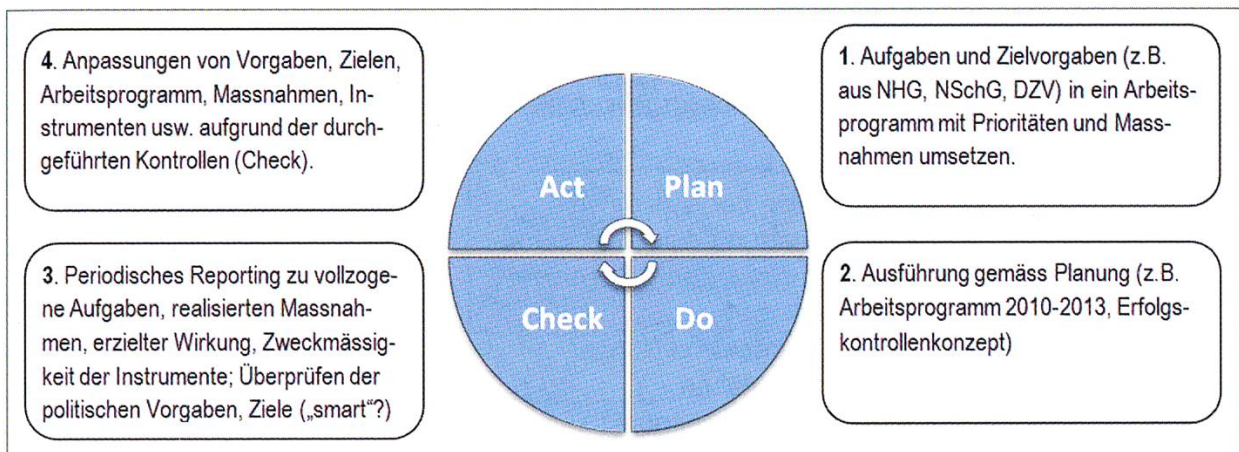 4. Anpassungen von Vorgaben, Zielen,
Arbeitsprogramm, Massnahmen, In-
strumenten usw. aufgrund der durch-
geführten Kontrollen (Check).
1. Aufgaben und Zielvorgaben (z.B.
aus NHG, NSchG, DZV) in ein Arbeits-
programm mit Prioritäten und Mass-
nahmen umsetzen.
Act
Plan
3. Periodisches Reporting zu vollzoge-
ne Aufgaben, realisierten Massnah-
men, erzielter Wirkung, Zweckmässig-
keit der Instrumente; Überprüfen der
politischen Vorgaben, Ziele („smart“?)
2. Ausführung gemäss Planung (z.B.
Arbeitsprogramm 2010-2013, Erfolgs-
kontrollenkonzept)
Check
Do